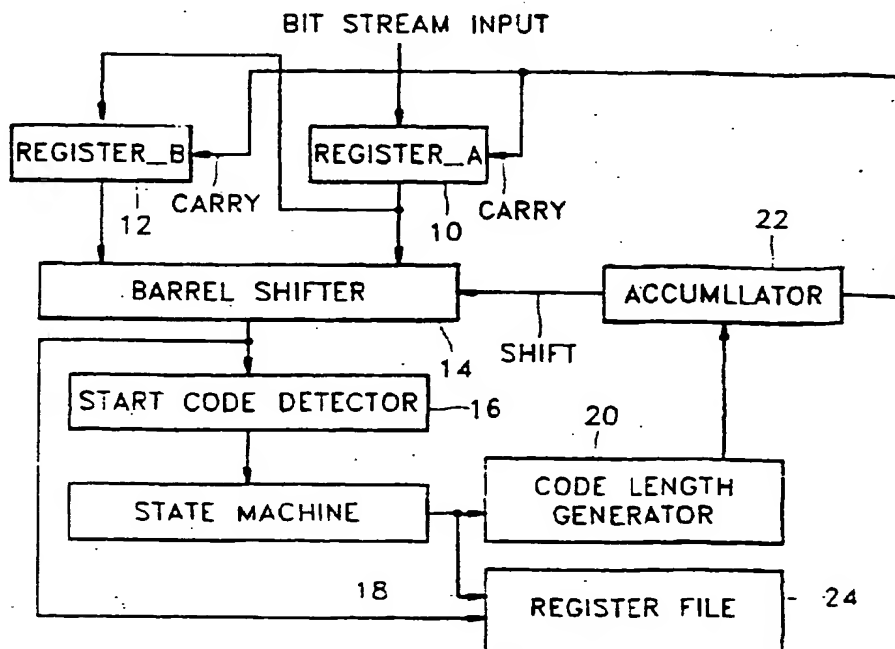 BIT STREAM INPUT
REGISTER_B
REGISTER_A
CARRY
12
10
CARRY
22
BARREL SHIFTER
ACCUMLLATOR
14
SHIFT
START CODE DETECTOR
16
20
STATE MACHINE
CODE LENGTH
GENERATOR
18
REGISTER FILE
24